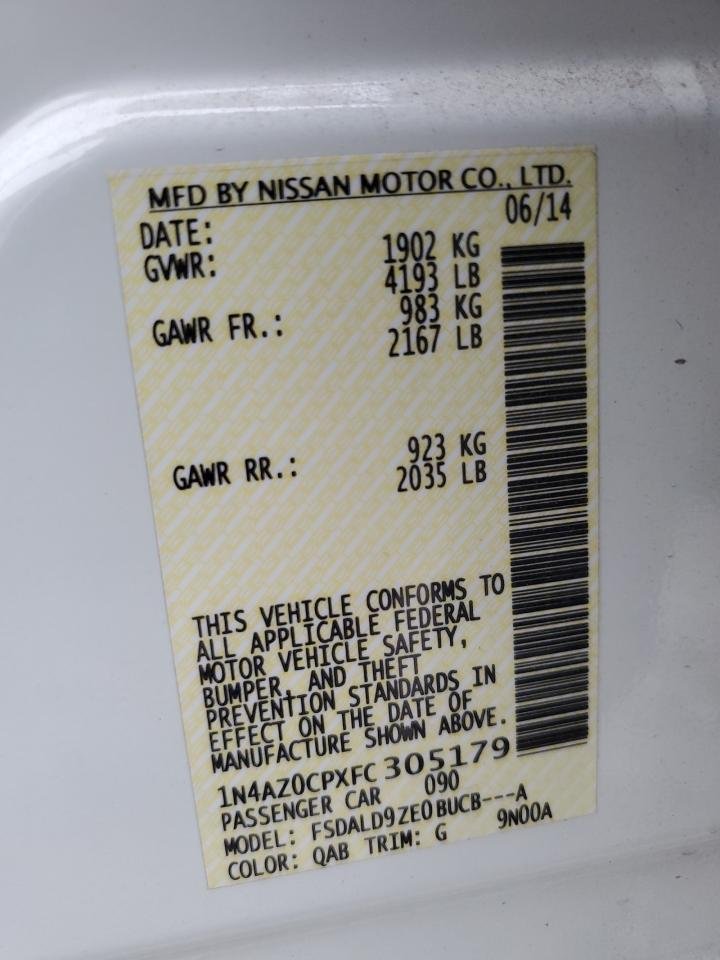 MFD BY NISSAN MOTOR CO., LTD.
DATE: 06/14
GVWR: 1902 KG
4193 LB
GAWR FR.: 983 KG
2167 LB
GAWR RR.: 923 KG
2035 LB
THIS VEHICLE CONFORMS TO
ALL APPLICABLE FEDERAL
MOTOR VEHICLE SAFETY,
BUMPER, AND THEFT
PREVENTION STANDARDS IN
EFFECT ON THE DATE OF
MANUFACTURE SHOWN ABOVE.
1N4AZ0CPXFC305179
PASSENGER CAR 090
MODEL: FSDALD9ZE0BUCB---A
COLOR: QAB TRIM: G 9N00A